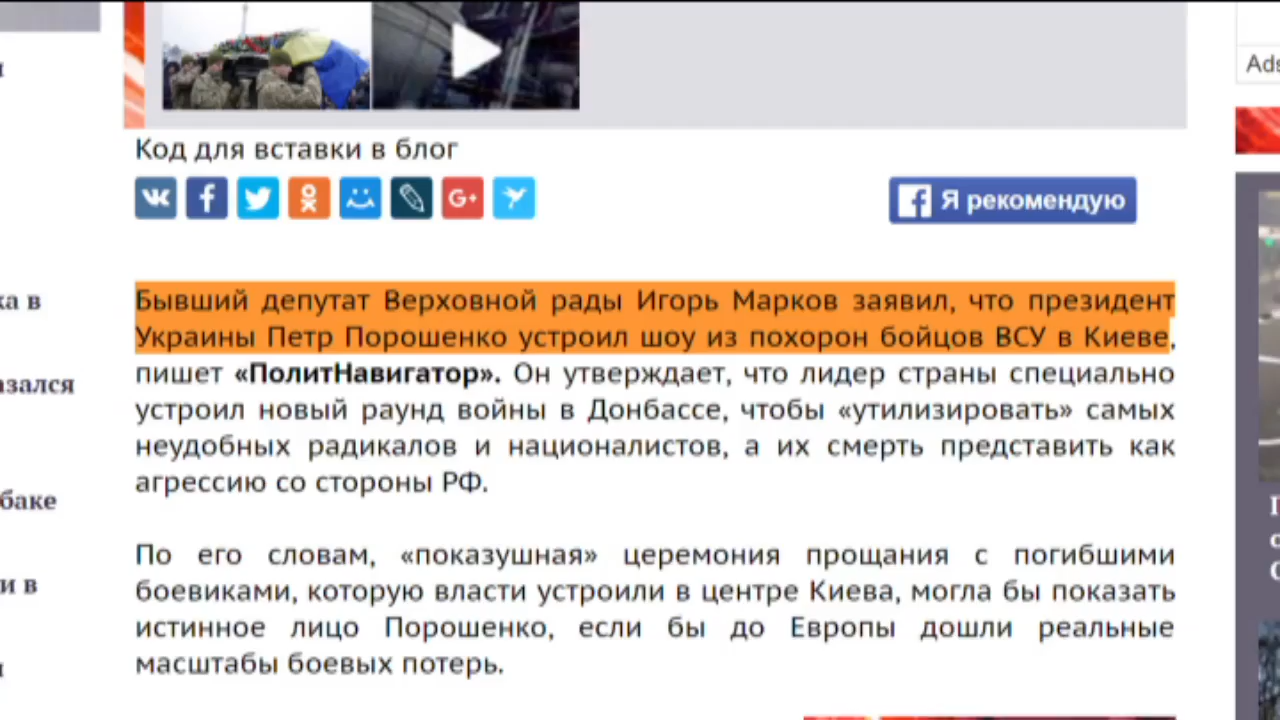 Код для вставки в блог
Ads
Я рекомендую
ка в
Бывший депутат Верховной рады Игорь Марков заявил, что президент
Украины Петр Порошенко устроил шоу из похорон бойцов ВСУ в Киеве,
пишет «ПолитНавигатор». Он утверждает, что лидер страны специально
азался
устроил новый раунд войны в Донбассе, чтобы «утилизировать» самых
неудобных радикалов и националистов, а их смерть представить как
агрессию со стороны РФ.
баке
По его словам, «показушная» церемония прощания с погибшими
и в
боевиками, которую власти устроили в центре Киева, могла бы показать
истинное лицо Порошенко, если бы до Европы дошли реальные
масштабы боевых потерь.